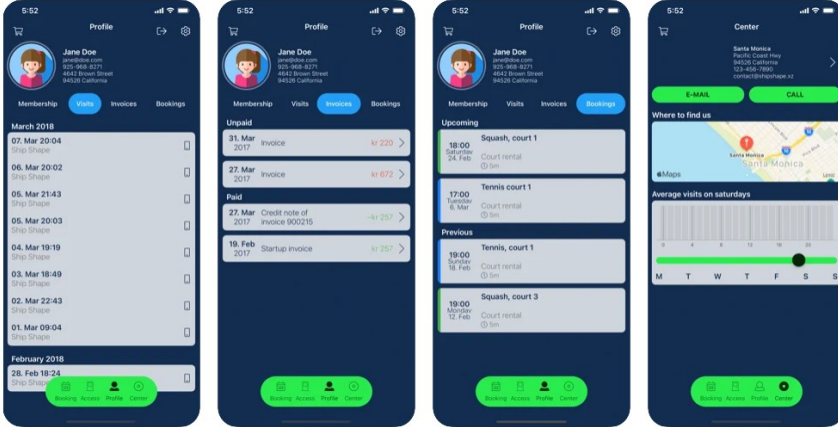 5:52
Profile
Jane Doe
jane@doe.com
925-968-8271
4642 Brown Street
94526 California
Membership Visits Invoices Bookings
March 2018
07. Mar 20:04
Ship Shape
06. Mar 20:02
Ship Shape
05. Mar 21:43
Ship Shape
05. Mar 20:03
Ship Shape
04. Mar 19:19
Ship Shape
03. Mar 18:49
Ship Shape
02. Mar 22:43
Ship Shape
01. Mar 09:04
Ship Shape
February 2018
28. Feb 18:24
Ship Shape
Booking Access Profile Center
5:52
Profile
Jane Doe
jane@doe.com
925-968-8271
4642 Brown Street
94526 California
Membership Visits Invoices Bookings
Unpaid
31. Mar
2017
Invoice kr 220
27. Mar
2017
Invoice kr 672
Paid
27. Mar
2017
Credit note of
invoice 900215
-kr 257
19. Feb
2017
Startup invoice kr 257
Booking Access Profile Center
5:52
Profile
Jane Doe
jane@doe.com
925-968-8271
4642 Brown Street
94526 California
Membership Visits Invoices Bookings
Upcoming
18:00
Saturday
24. Feb
Squash, court 1
Court rental
5m
17:00
Tuesday
6. Mar
Tennis court 1
Court rental
5m
Previous
19:00
Sunday
18. Feb
Tennis, court 1
Court rental
5m
19:00
Monday
12. Feb
Squash, court 3
Court rental
5m
Booking Access Profile Center
5:52
Center
Santa Monica
Pacific Coast Hwy
94526 California
123-456-7890
contact@shipshape.xz
E-MAIL CALL
Where to find us
Santa Monica
Santa Monica
Maps
Average visits on saturdays
0 4 8 12 16 20
M T W T F S S
Booking Access Profile Center